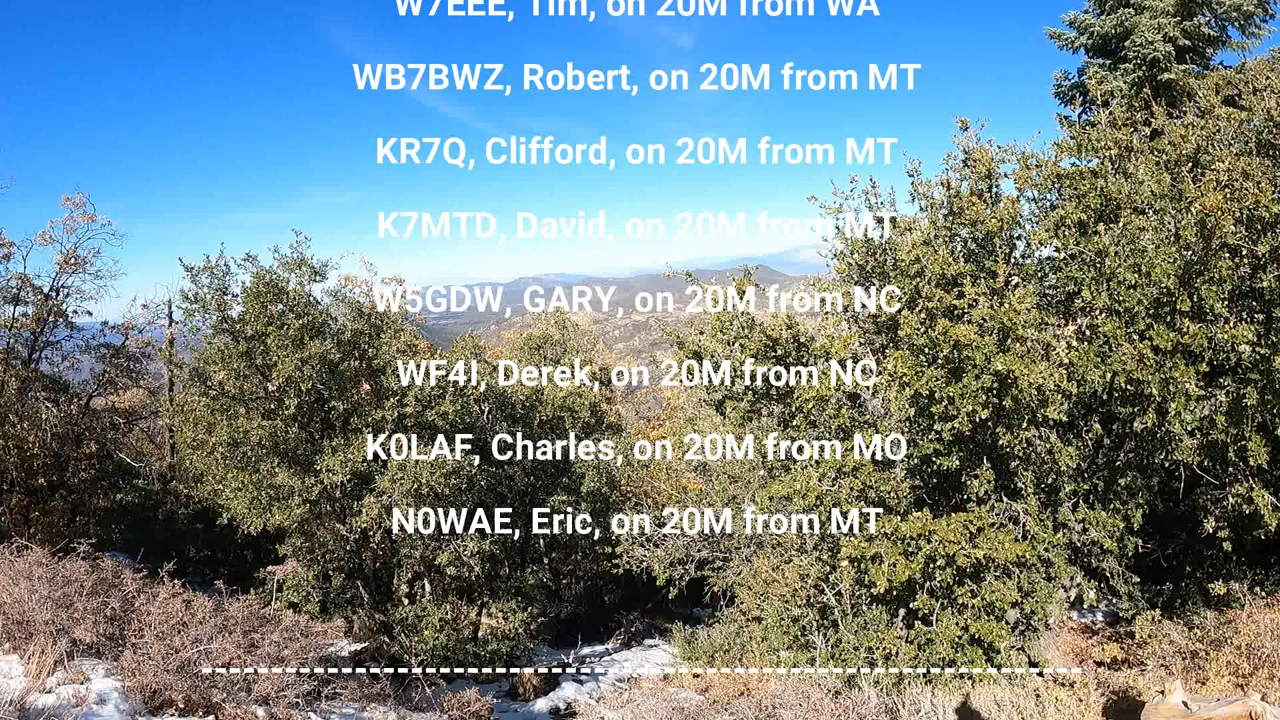 W7EEE, Tim, on 20M from WA
WB7BWZ, Robert, on 20M from MT
KR7Q, Clifford, on 20M from MT
K7MTD, David, on 20M from MT
W5GDW, GARY, on 20M from NC
WF4I, Derek, on 20M from NC
K0LAF, Charles, on 20M from MO
N0WAE, Eric, on 20M from MT